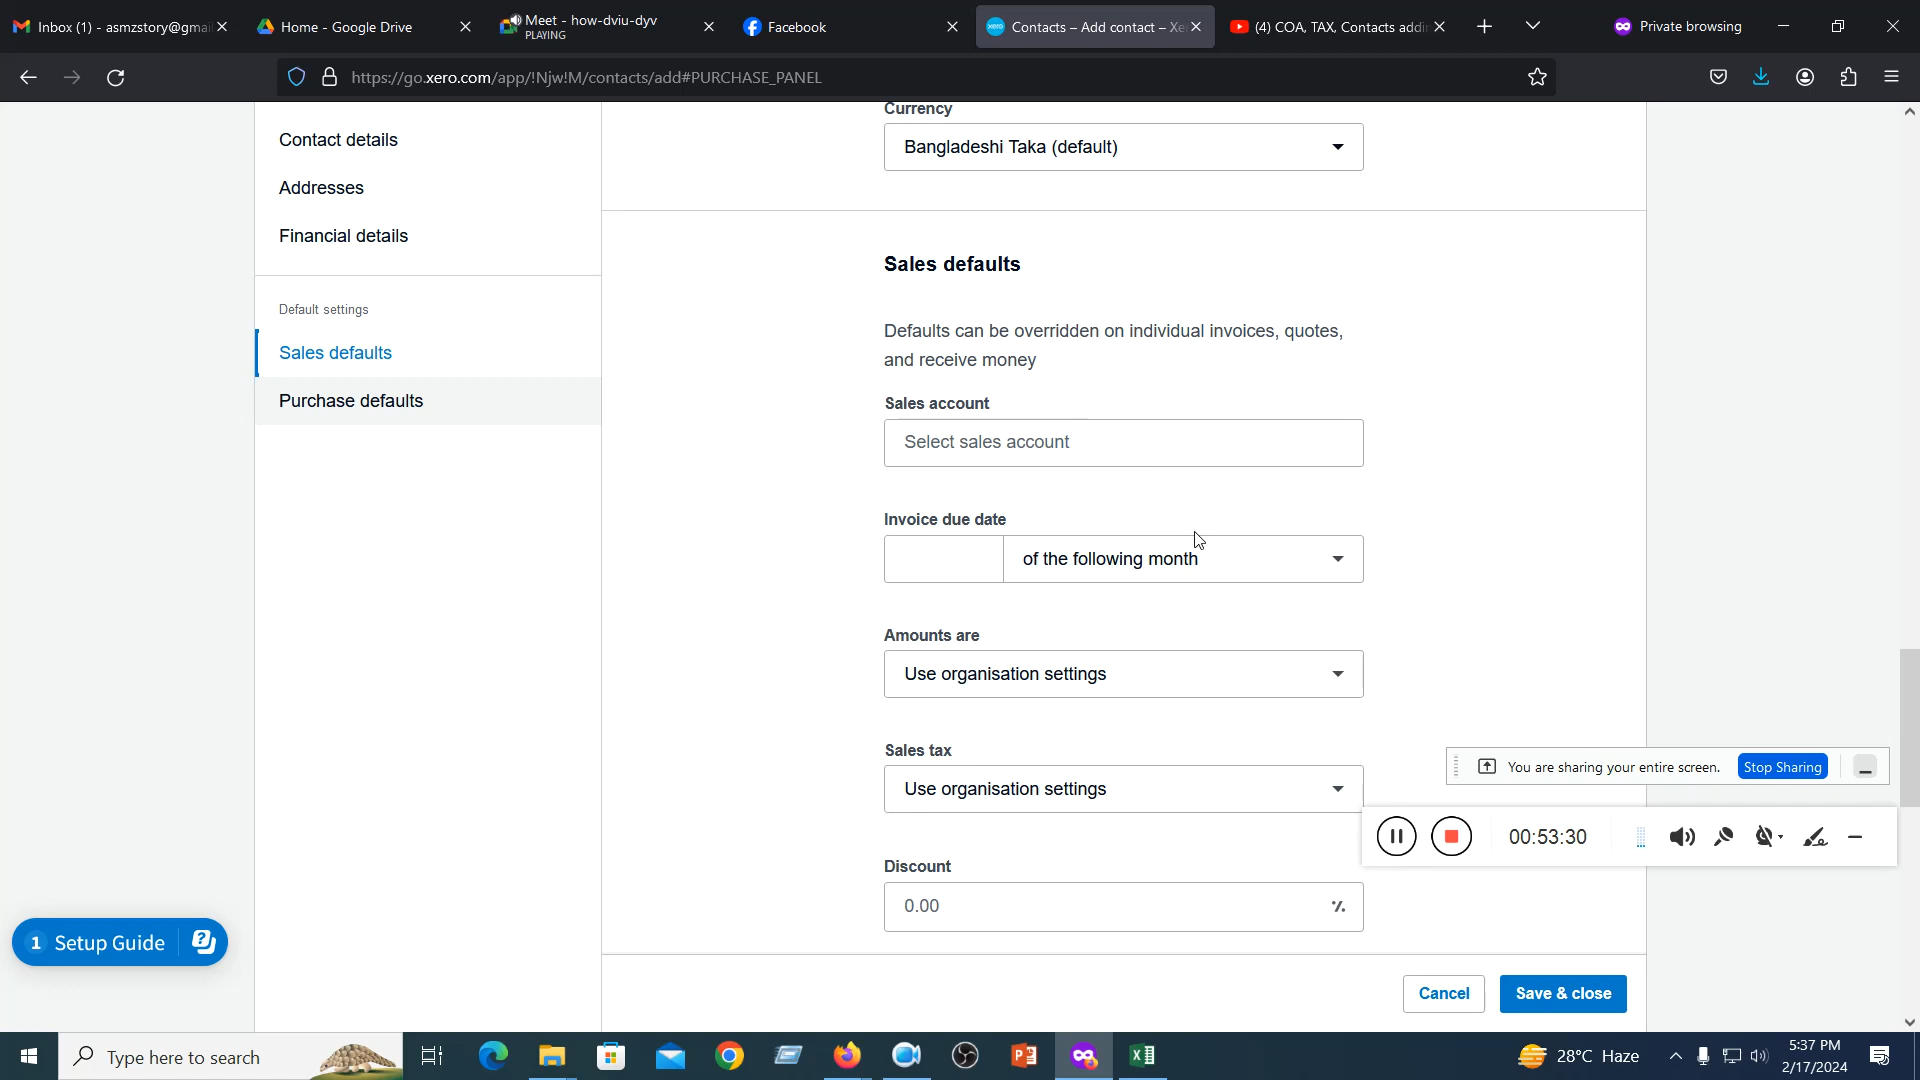 Inbox (1) - asmzstory@gmai
Home - Google Drive
Meet - how-dviu-dyv
PLAYING
Facebook
Contacts – Add contact – Xer
(4) COA, TAX, Contacts addin
Private browsing
https://go.xero.com/app/!Njw!M/contacts/add#PURCHASE_PANEL
Contact details
Addresses
Financial details
Default settings
Sales defaults
Purchase defaults
Currency
Bangladeshi Taka (default)
Sales defaults
Defaults can be overridden on individual invoices, quotes,
and receive money
Sales account
Select sales account
Invoice due date
of the following month
Amounts are
Use organisation settings
Sales tax
Use organisation settings
Discount
0.00 %
You are sharing your entire screen. Stop Sharing
00:53:30
1 Setup Guide
Cancel
Save & close
Type here to search
28°C Haze
5:37 PM
2/17/2024